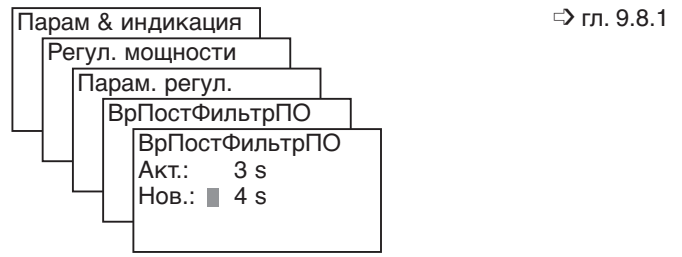 Парам & индикация
➪ гл. 9.8.1
Регул. мощности
Парам. регул.
ВрПостФильтрПО
ВрПостФильтрПО
Акт.: 3 s
Нов.: 4 s